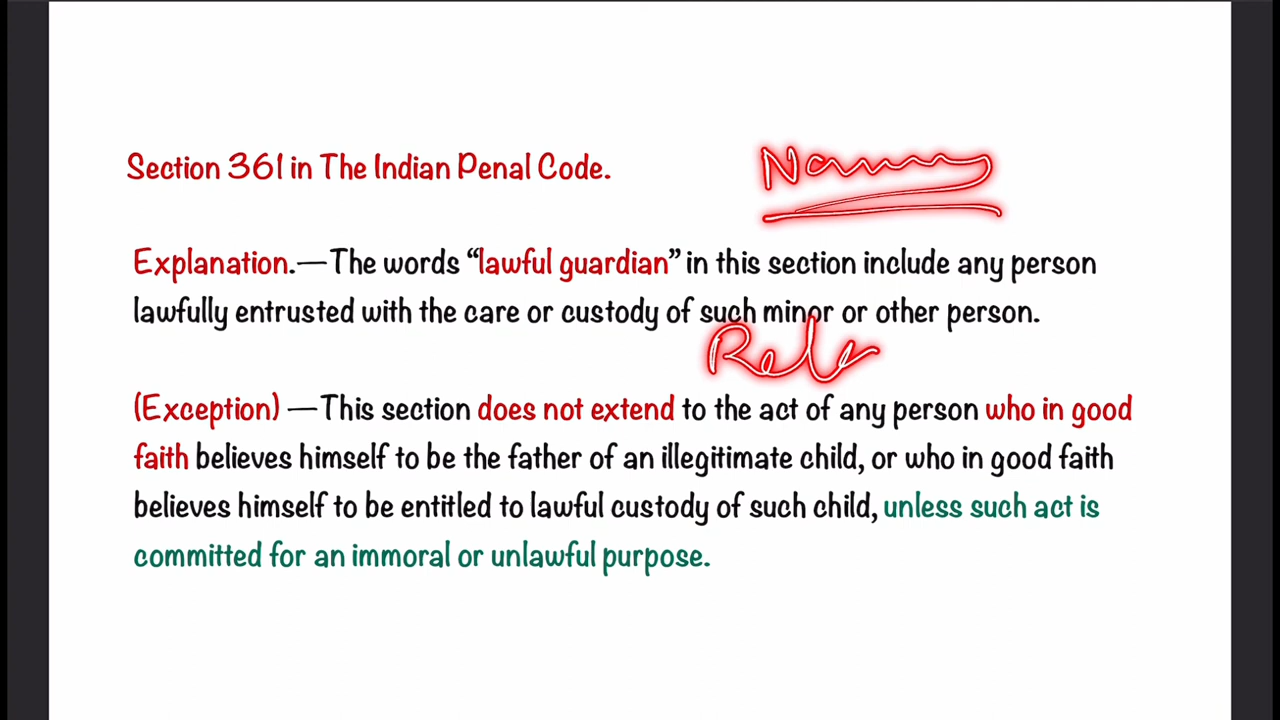 Section 361 in The Indian Penal Code.
Nanny
Explanation.—The words “lawful guardian” in this section include any person
lawfully entrusted with the care or custody of such minor or other person.
(Exception) —This section does not extend to the act of any person who in good
faith believes himself to be the father of an illegitimate child, or who in good faith
believes himself to be entitled to lawful custody of such child, unless such act is
committed for an immoral or unlawful purpose.